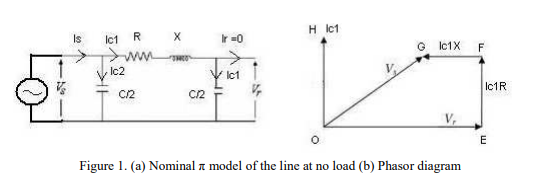 Is Ic1 R X Ir =0
Ic2 Ic1
Vs C/2 C/2 Vr
H Ic1
G Ic1X F
Vs
Ic1R
Vr
O E
Figure 1. (a) Nominal π model of the line at no load (b) Phasor diagram